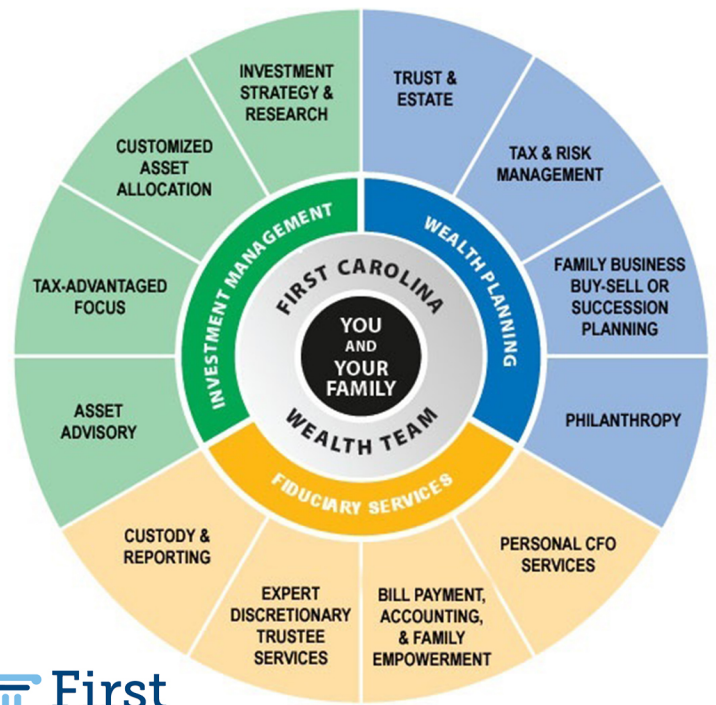 INVESTMENT
STRATEGY &
RESEARCH
TRUST &
ESTATE
CUSTOMIZED
ASSET
ALLOCATION
TAX & RISK
MANAGEMENT
TAX-ADVANTAGED
FOCUS
FAMILY BUSINESS
BUY-SELL OR
SUCCESSION
PLANNING
ASSET
ADVISORY
PHILANTHROPY
INVESTMENT MANAGEMENT
WEALTH PLANNING
FIRST CAROLINA
YOU
AND
YOUR
FAMILY
WEALTH TEAM
FIDUCIARY SERVICES
CUSTODY &
REPORTING
EXPERT
DISCRETIONARY
TRUSTEE
SERVICES
BILL PAYMENT,
ACCOUNTING,
& FAMILY
EMPOWERMENT
PERSONAL CFO
SERVICES
First